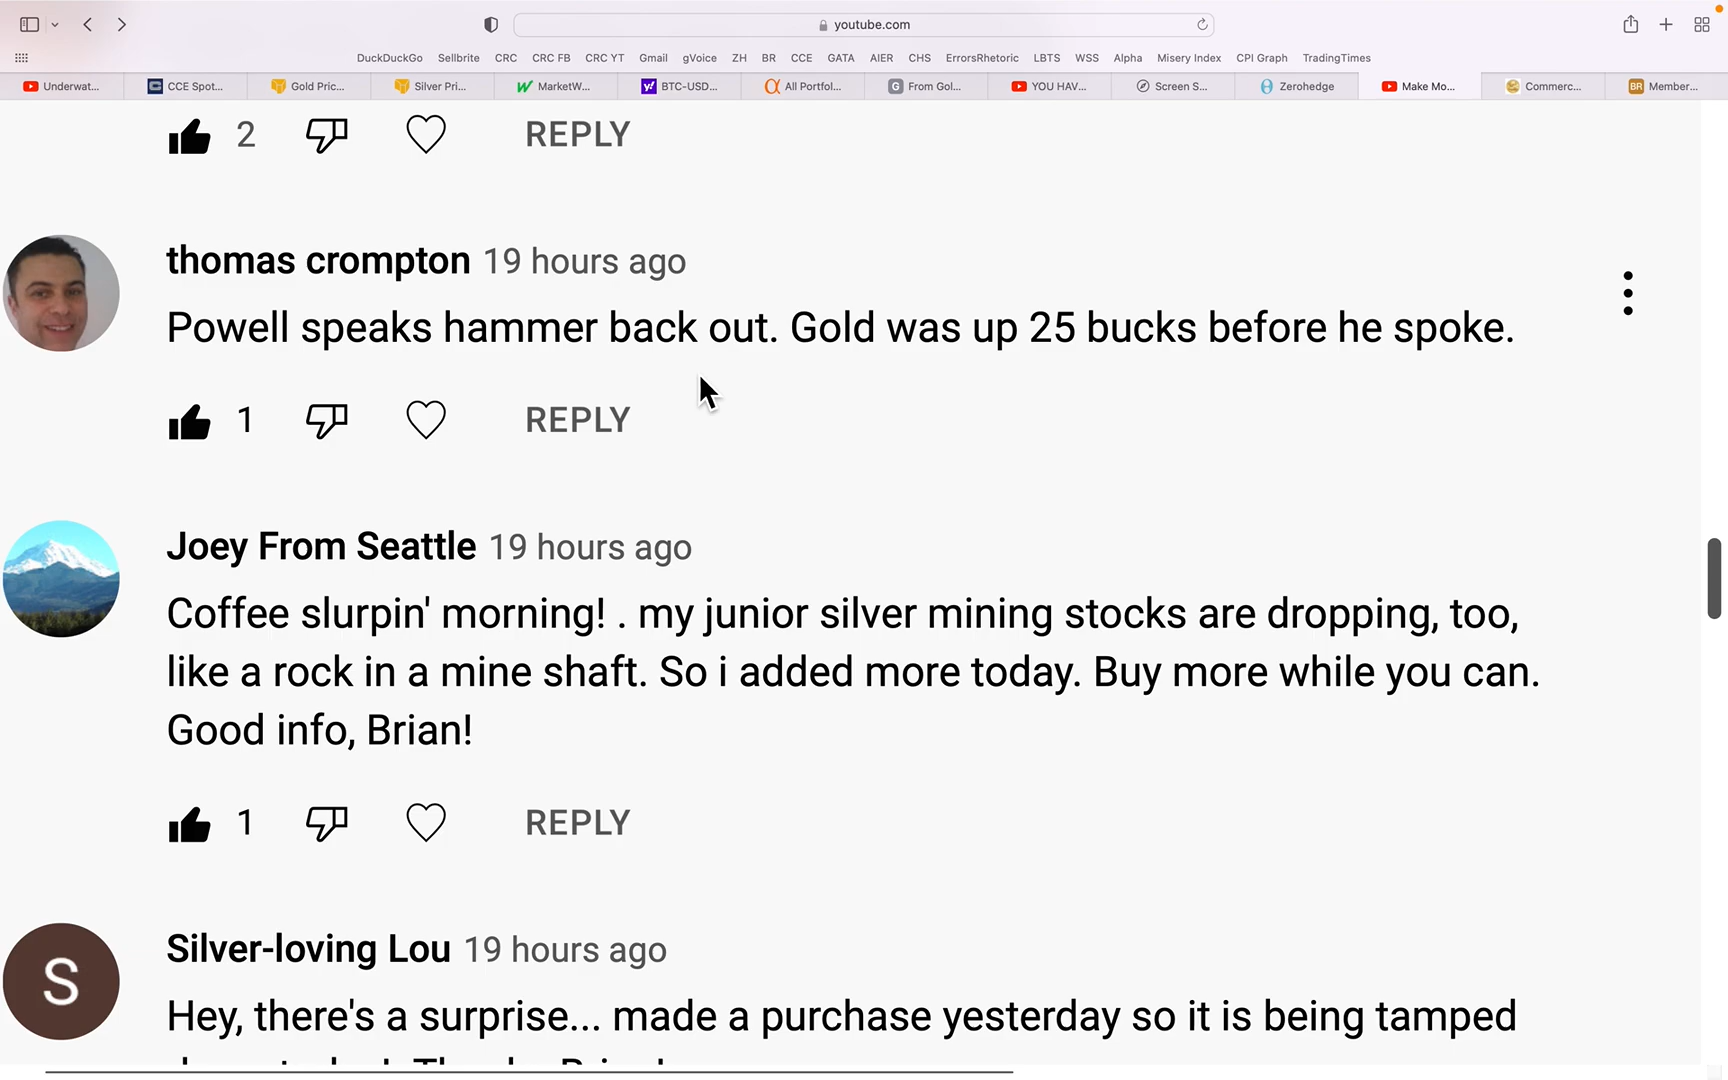 youtube.com
DuckDuckGo Sellbrite CRC CRC FB CRC YT Gmail gVoice ZH BR CCE GATA AIER CHS ErrorsRhetoric LBTS WSS Alpha Misery Index CPI Graph TradingTimes
Underwat... CCE Spot... Gold Pric... Silver Pri... MarketW... BTC-USD... All Portfol... From Gol... YOU HAV... Screen S... Zerohedge Make Mo... Commerc... BR Member...
2 REPLY
thomas crompton 19 hours ago
Powell speaks hammer back out. Gold was up 25 bucks before he spoke.
1 REPLY
Joey From Seattle 19 hours ago
Coffee slurpin' morning! . my junior silver mining stocks are dropping, too,
like a rock in a mine shaft. So i added more today. Buy more while you can.
Good info, Brian!
1 REPLY
S
Silver-loving Lou 19 hours ago
Hey, there's a surprise... made a purchase yesterday so it is being tamped